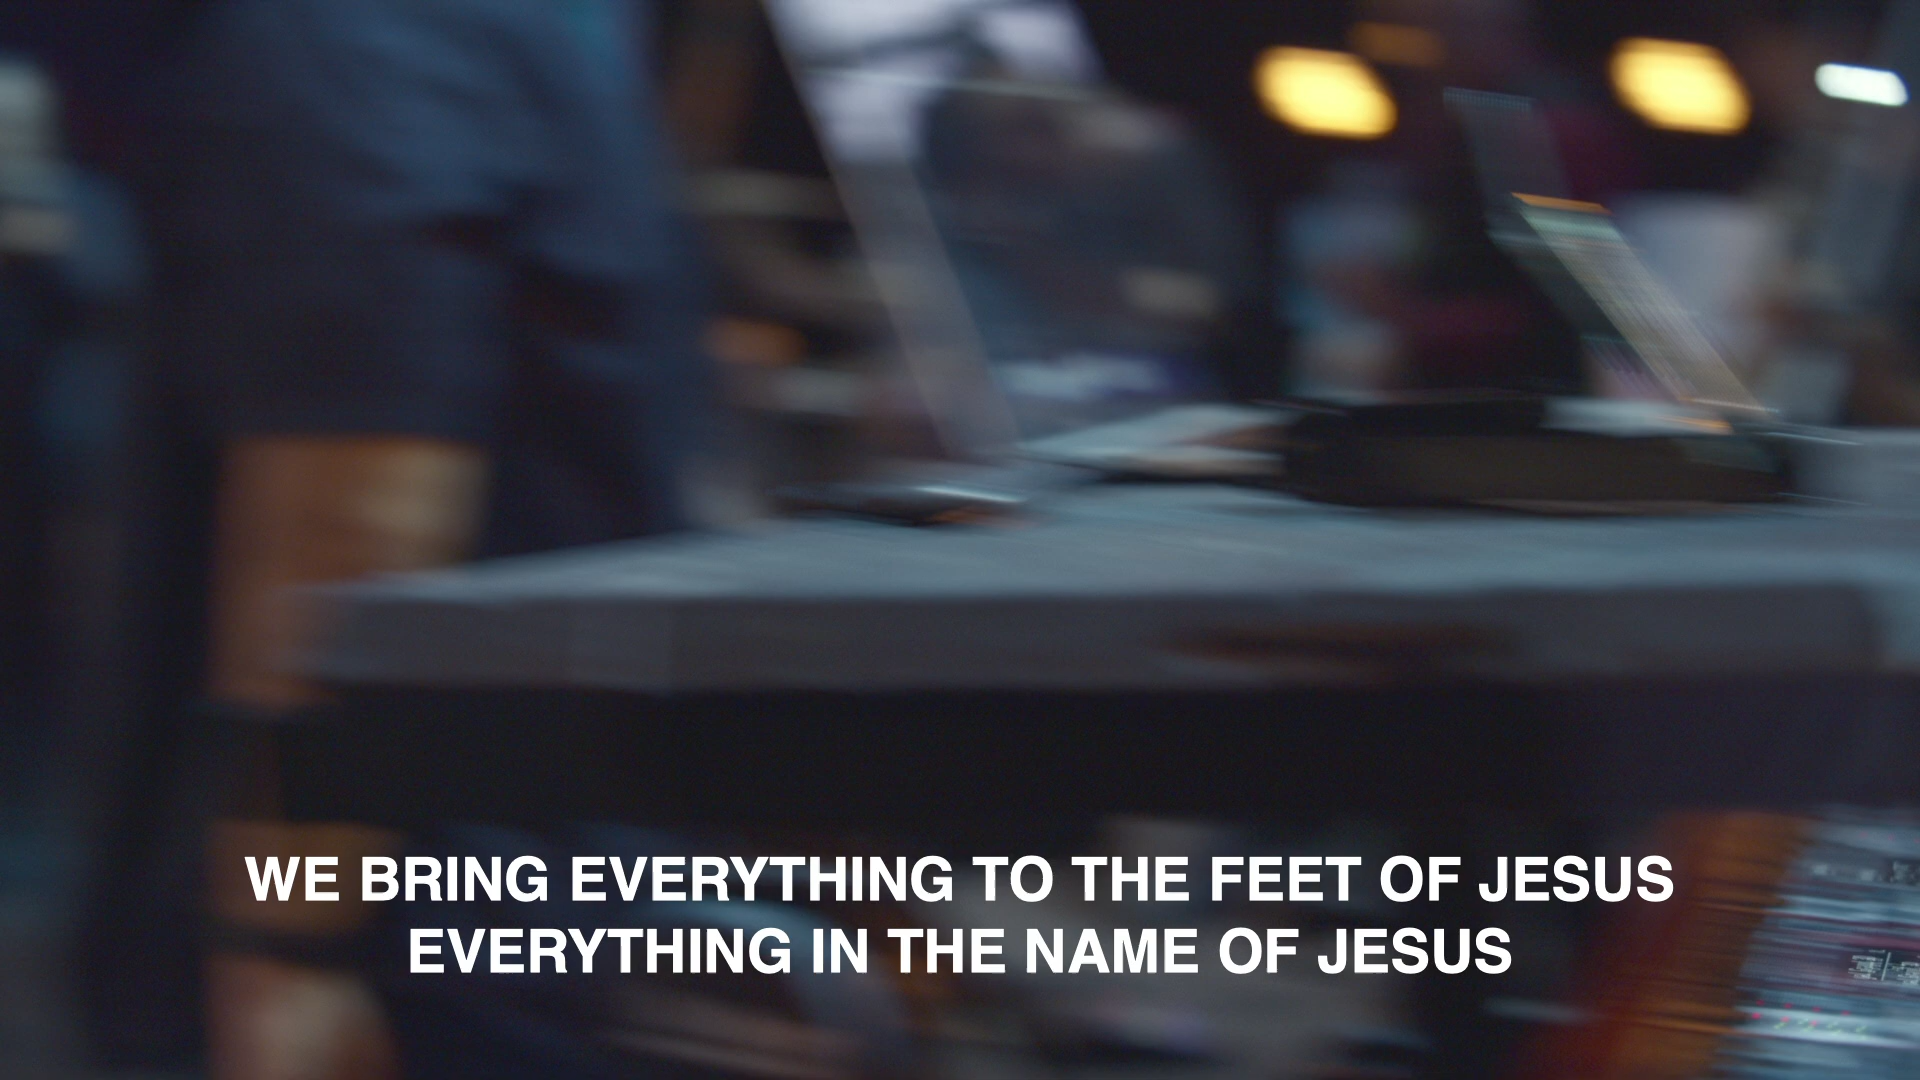 WE BRING EVERYTHING TO THE FEET OF JESUS
EVERYTHING IN THE NAME OF JESUS